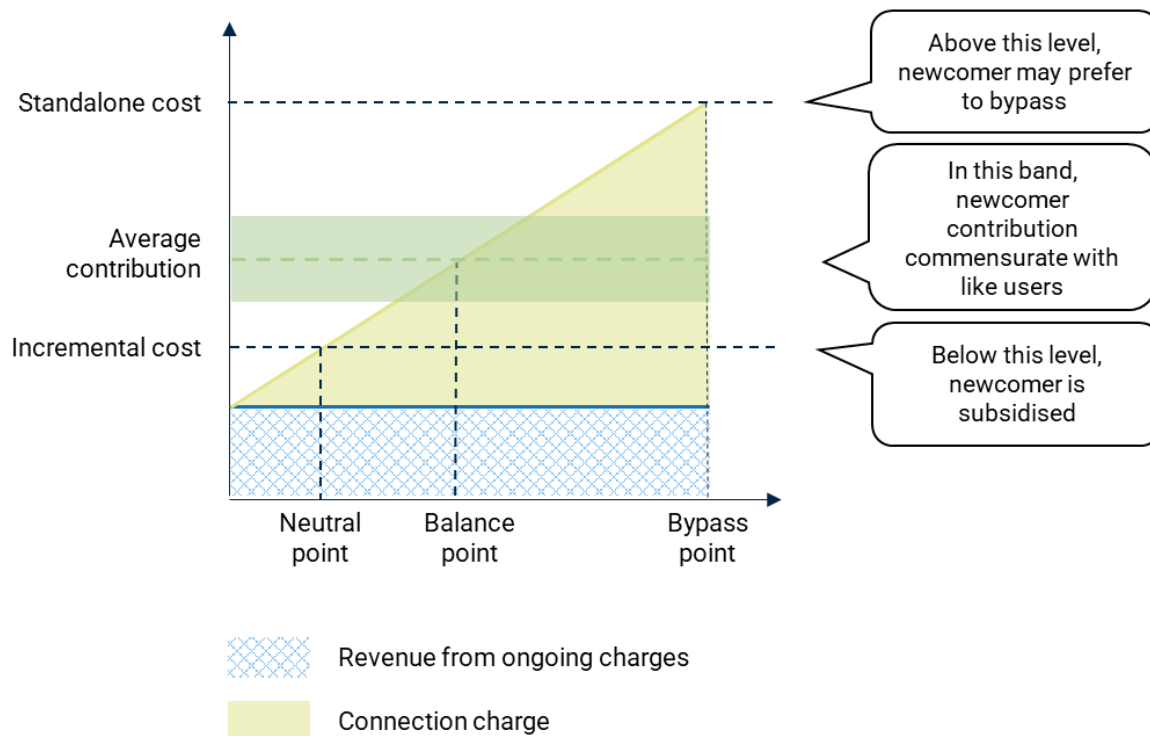 Above this level,
newcomer may prefer
to bypass
Standalone cost
In this band,
newcomer
contribution
commensurate with
like users
Average
contribution
Incremental cost
Below this level,
newcomer is
subsidised
Neutral
point
Balance
point
Bypass
point
Revenue from ongoing charges
Connection charge